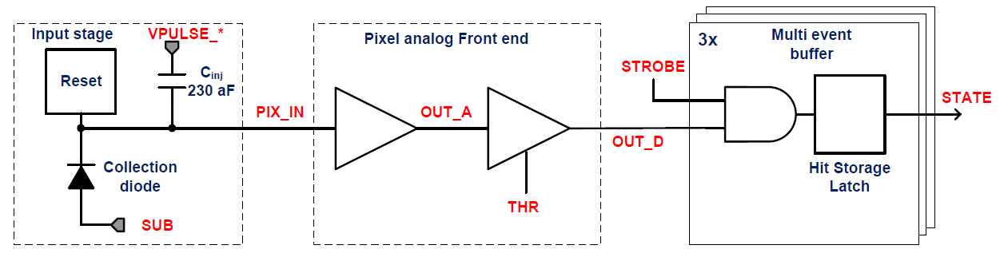 Input stage
VPULSE_*
Reset
C_inj
230 aF
Collection
diode
SUB
PIX_IN
Pixel analog Front end
OUT_A
THR
OUT_D
3x
Multi event
buffer
STROBE
Hit Storage
Latch
STATE